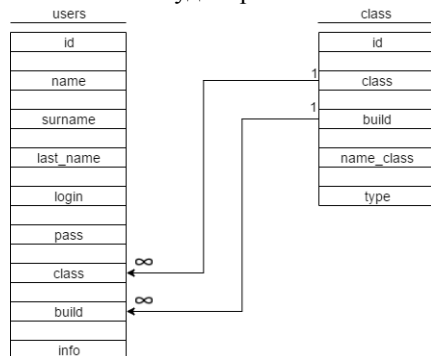 users
id
name
surname
last_name
login
pass
class
build
info
∞
∞
class
id
1
class
1
build
name_class
type